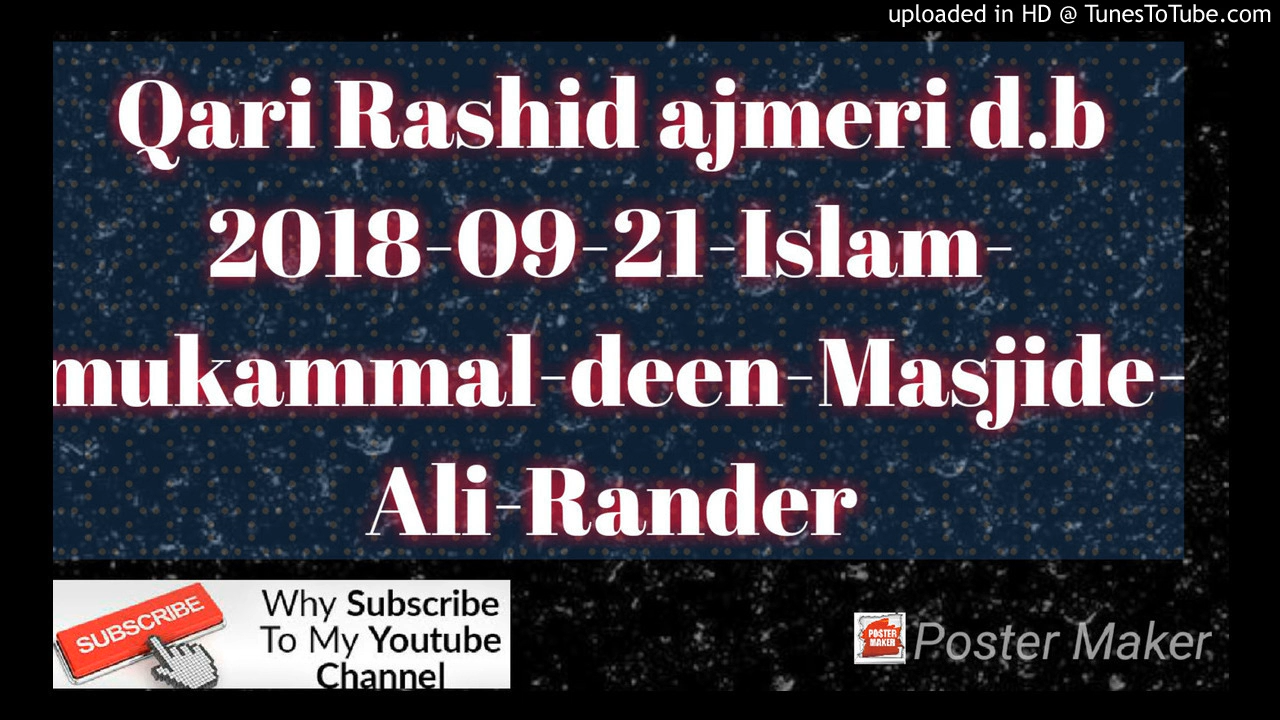 uploaded in HD @ TunesToTube.com
Qari Rashid ajmeri d.b
2018-09-21-Islam-
mukammal-deen-Masjide-
Ali-Rander
SUBSCRIBE
Why Subscribe
To My Youtube
Channel
POSTER
MAKER
Poster Maker